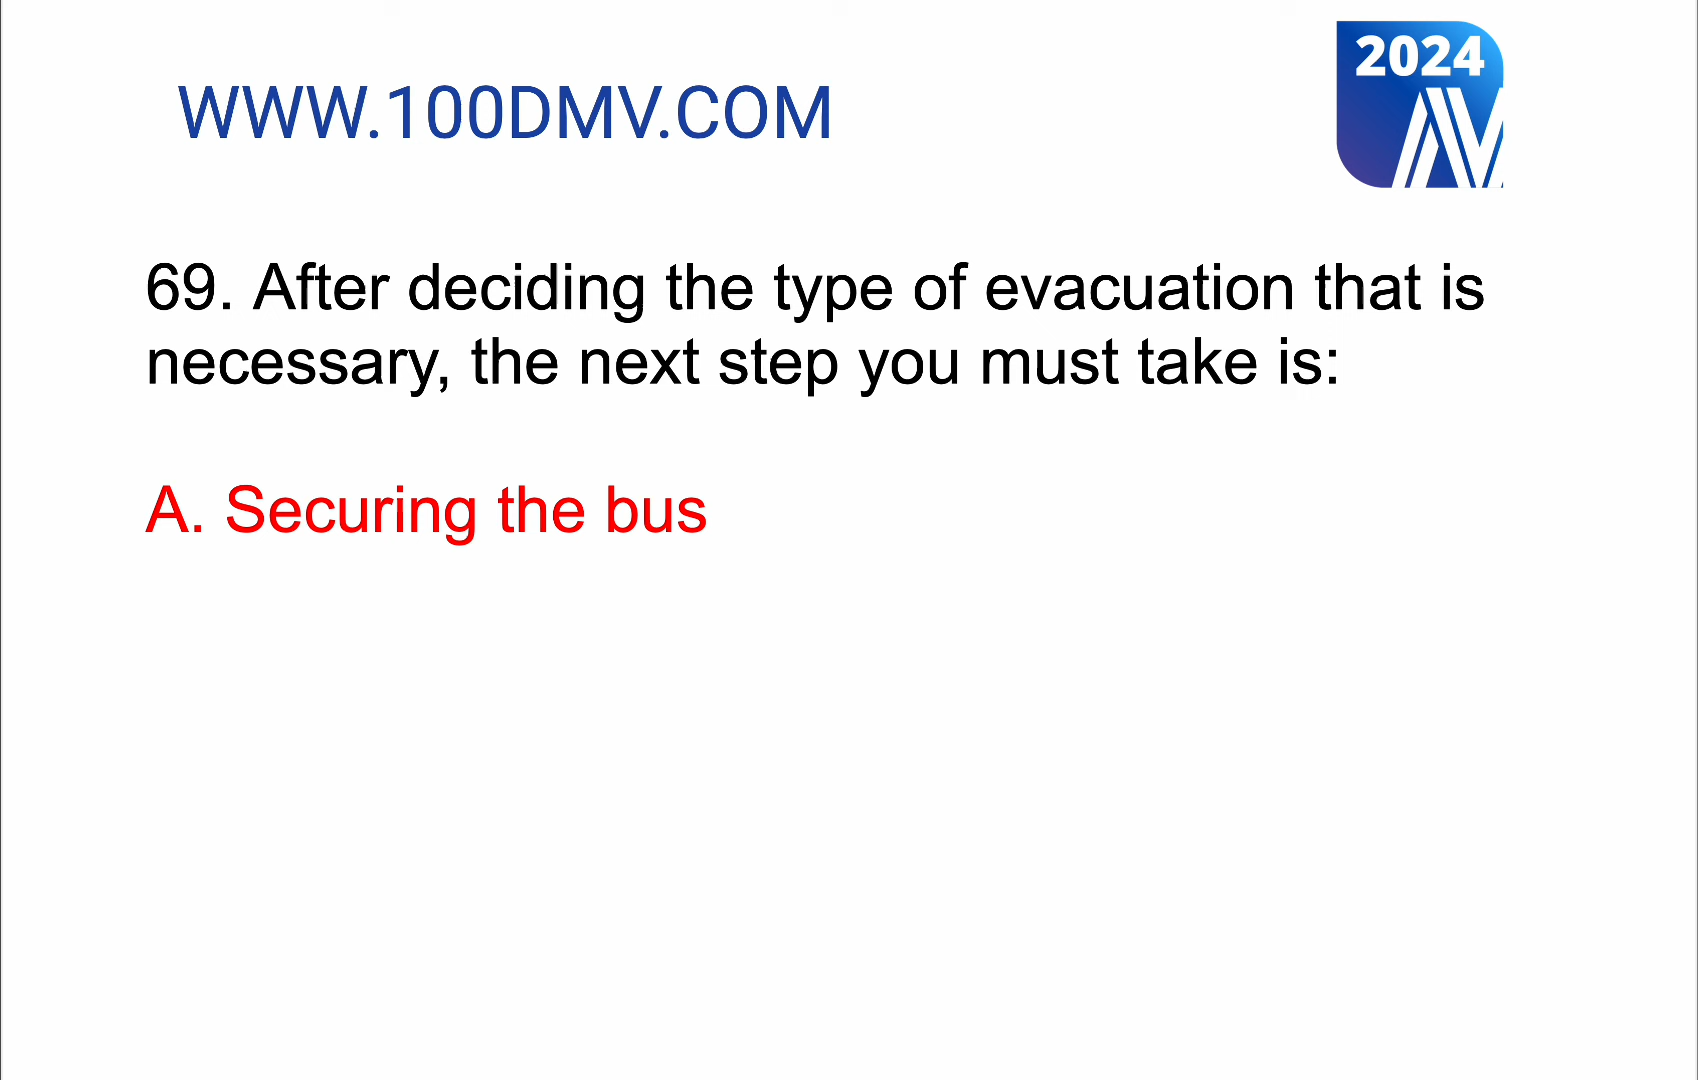 WWW.100DMV.COM
2024
69. After deciding the type of evacuation that is
necessary, the next step you must take is:
A. Securing the bus